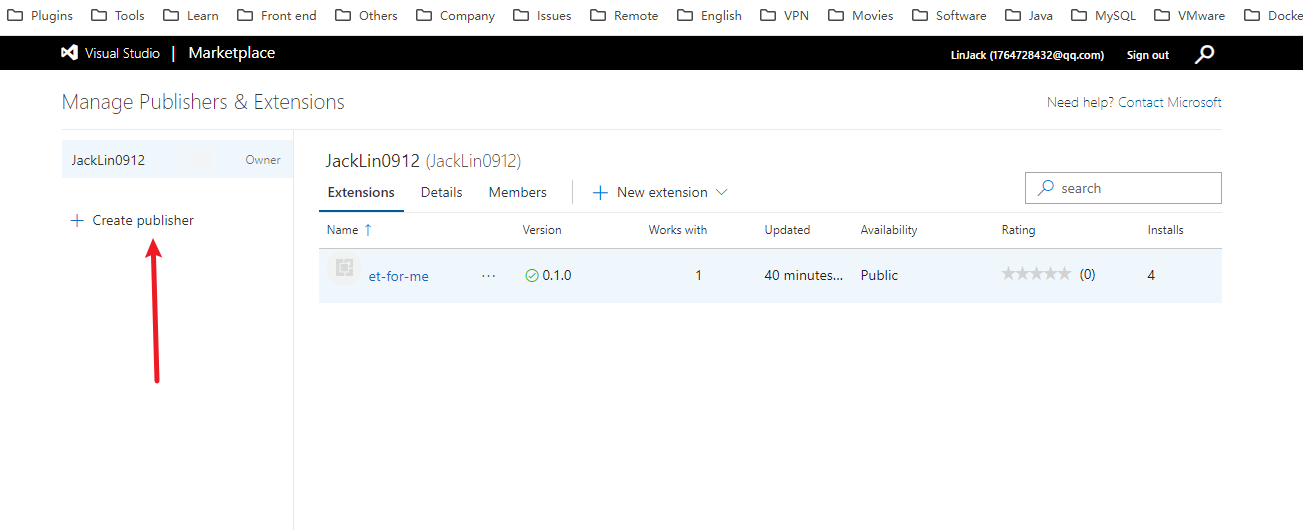 Plugins Tools Learn Front end Others Company Issues Remote English VPN Movies Software Java MySQL VMware Docke
Visual Studio | Marketplace LinJack (1764728432@qq.com) Sign out
Manage Publishers & Extensions Need help? Contact Microsoft
JackLin0912 Owner
+ Create publisher
JackLin0912 (JackLin0912)
Extensions Details Members + New extension search
Name ↑ Version Works with Updated Availability Rating Installs
et-for-me ... 0.1.0 1 40 minutes... Public (0) 4